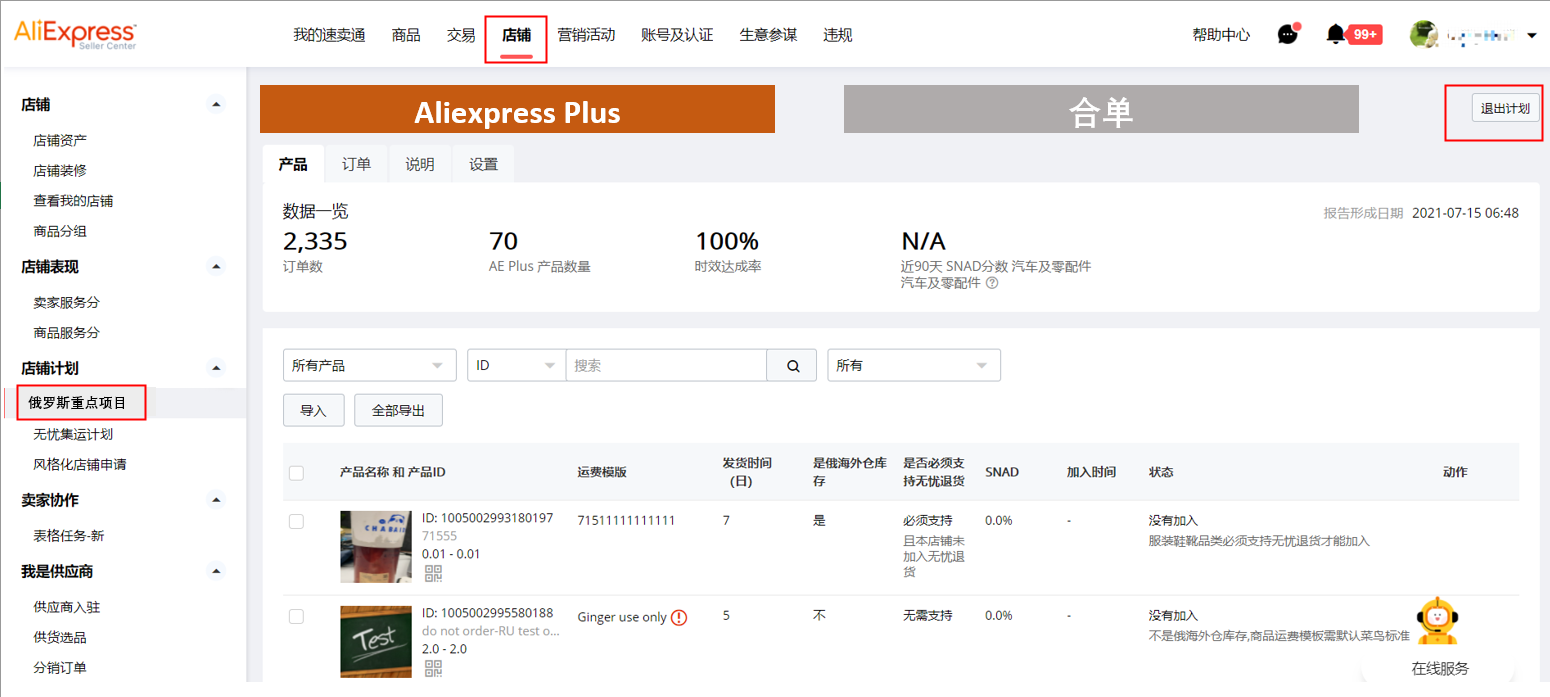 AliExpress
Seller Center
我的速卖通 商品 交易 店铺 营销活动 账号及认证 生意参谋 违规 帮助中心 99+
店铺
店铺资产
店铺装修
查看我的店铺
商品分组
店铺表现
卖家服务分
商品服务分
店铺计划
俄罗斯重点项目
无忧集运计划
风格化店铺申请
卖家协作
表格任务-新
我是供应商
供应商入驻
供货选品
分销订单
Aliexpress Plus 合单 退出计划
产品 订单 说明 设置
数据一览 报告形成日期 2021-07-15 06:48
2,335 70 100% N/A
订单数 AE Plus 产品数量 时效达成率 近90天 SNAD分数 汽车及零配件
汽车及零配件
所有产品 ID 搜索 所有
导入 全部导出
产品名称 和 产品ID 运费模版 发货时间(日) 是俄海外仓库存 是否必须支持无忧退货 SNAD 加入时间 状态 动作
ID: 1005002993180197 71511111111111 7 是 必须支持 0.0% - 没有加入
71555 且本店铺未 服装鞋靴品类必须支持无忧退货才能加入
0.01 - 0.01 加入无忧退
货
CHABAI
ID: 1005002995580188 Ginger use only 5 不 无需支持 0.0% - 没有加入
do not order-RU test o... 不是俄海外仓库存,商品运费模板需默认菜鸟标准
2.0 - 2.0
Test
在线服务